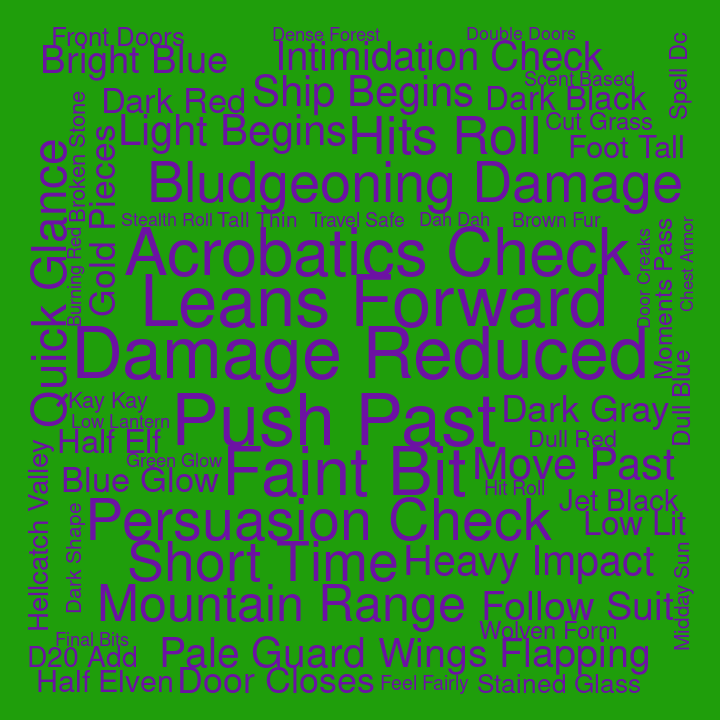 Front Doors
Dense Forest
Double Doors
Bright Blue
Intimidation Check
Spell Dc
Scent Based
Dark Red
Ship Begins
Dark Black
Broken Stone
Light Begins
Hits Roll
Cut Grass
Foot Tall
Gold Pieces
Quick Glance
Bludgeoning Damage
Stealth Roll
Tall Thin
Travel Safe
Dah Dah
Brown Fur
Burning Red
Acrobatics Check
Door Creaks
Moments Pass
Chest Armor
Leans Forward
Damage Reduced
Dull Blue
Kay Kay
Push Past
Dark Gray
Low Lantern
Half Elf
Dull Red
Green Glow
Faint Bit
Move Past
Blue Glow
Hit Roll
Jet Black
Hellcatch Valley
Dark Shape
Persuasion Check
Low Lit
Short Time
Heavy Impact
Midday Sun
Mountain Range
Follow Suit
Wolven Form
Final Bits
D20 Add
Pale Guard
Wings Flapping
Half Elven
Door Closes
Feel Fairly
Stained Glass